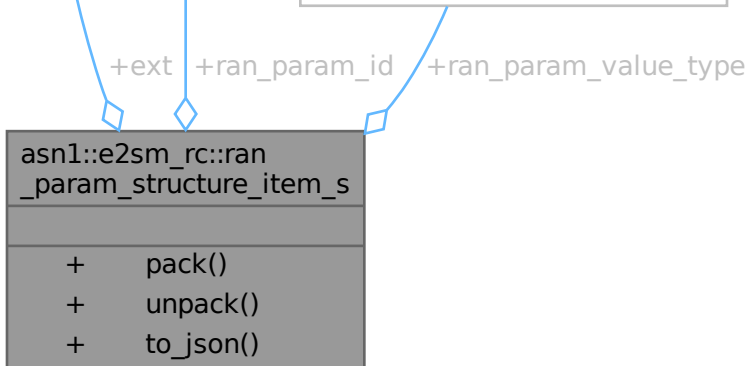 +ext +ran_param_id +ran_param_value_type
asn1::e2sm_rc::ran
_param_structure_item_s
+ pack()
+ unpack()
+ to_json()